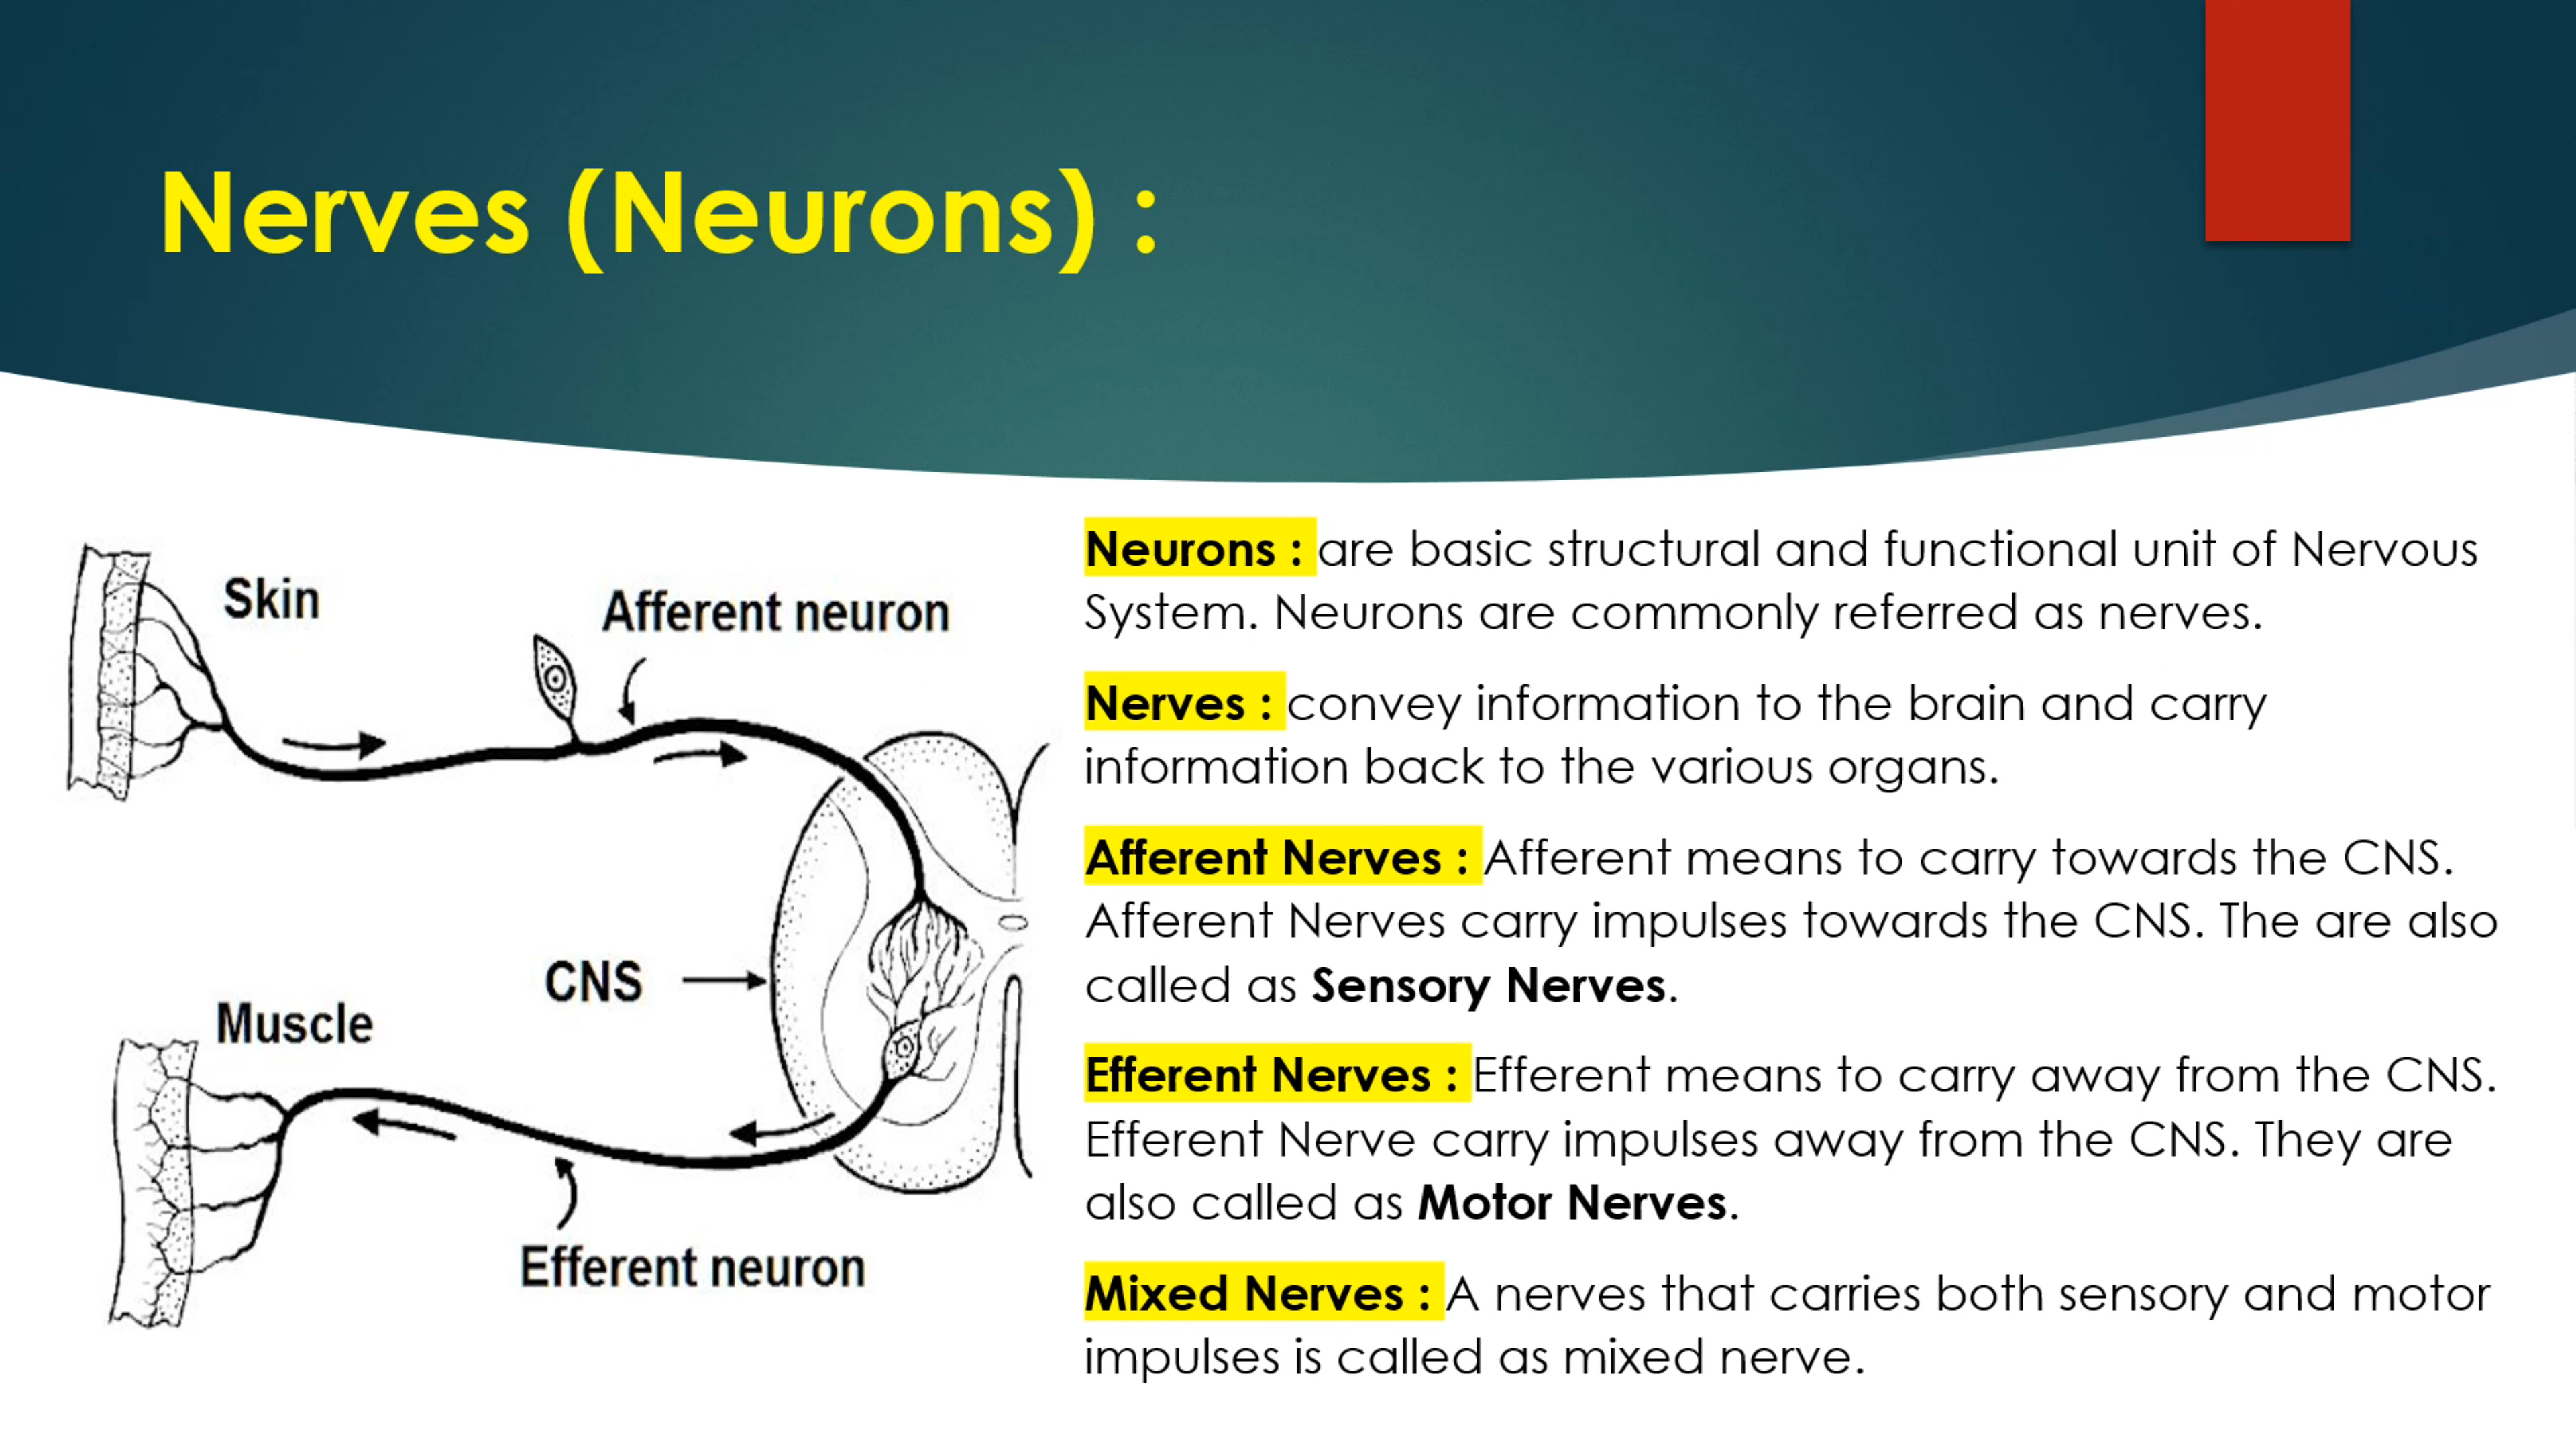 Nerves (Neurons) :
Skin
Afferent neuron
CNS
Muscle
Efferent neuron
Neurons : are basic structural and functional unit of Nervous
System. Neurons are commonly referred as nerves.
Nerves : convey information to the brain and carry
information back to the various organs.
Afferent Nerves : Afferent means to carry towards the CNS.
Afferent Nerves carry impulses towards the CNS. The are also
called as Sensory Nerves.
Efferent Nerves : Efferent means to carry away from the CNS.
Efferent Nerve carry impulses away from the CNS. They are
also called as Motor Nerves.
Mixed Nerves : A nerves that carries both sensory and motor
impulses is called as mixed nerve.